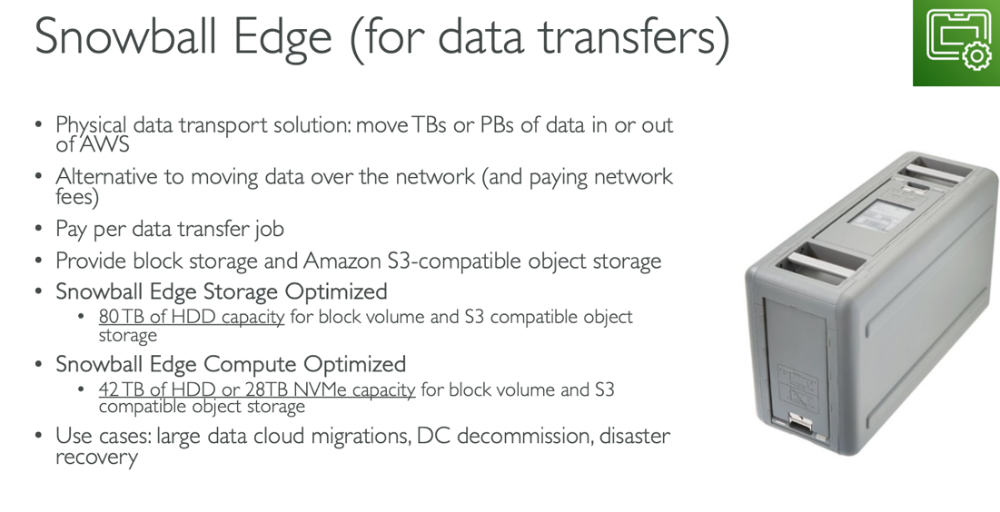 Snowball Edge (for data transfers)
• Physical data transport solution: move TBs or PBs of data in or out
of AWS
• Alternative to moving data over the network (and paying network
fees)
• Pay per data transfer job
• Provide block storage and Amazon S3-compatible object storage
• Snowball Edge Storage Optimized
• 80 TB of HDD capacity for block volume and S3 compatible object
storage
• Snowball Edge Compute Optimized
• 42 TB of HDD or 28TB NVMe capacity for block volume and S3
compatible object storage
• Use cases: large data cloud migrations, DC decommission, disaster
recovery